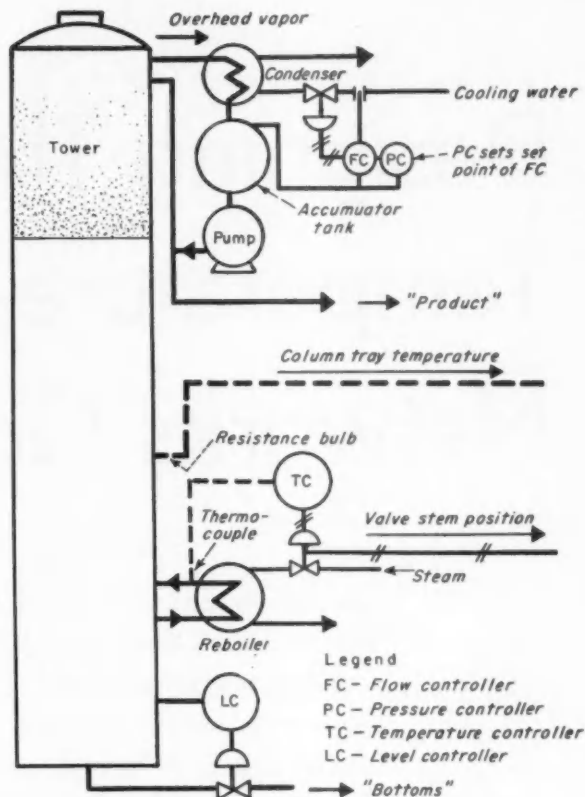 Overhead vapor
Condenser
Cooling water
Tower
FC
PC
PC sets set
point of FC
Accumuator
tank
Pump
"Product"
Column tray temperature
Resistance bulb
TC
Thermo-
couple
Valve stem position
Steam
Reboiler
Legend
FC - Flow controller
PC - Pressure controller
TC - Temperature controller
LC - Level controller
LC
"Bottoms"